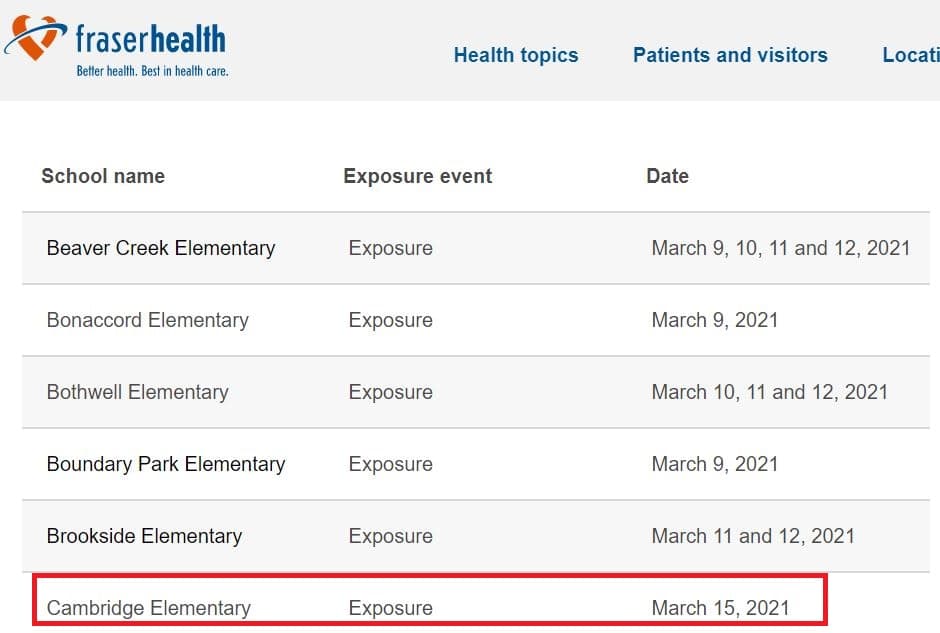 fraserhealth
Better health. Best in health care.
Health topics Patients and visitors Locati
School name Exposure event Date
Beaver Creek Elementary Exposure March 9, 10, 11 and 12, 2021
Bonaccord Elementary Exposure March 9, 2021
Bothwell Elementary Exposure March 10, 11 and 12, 2021
Boundary Park Elementary Exposure March 9, 2021
Brookside Elementary Exposure March 11 and 12, 2021
Cambridge Elementary Exposure March 15, 2021